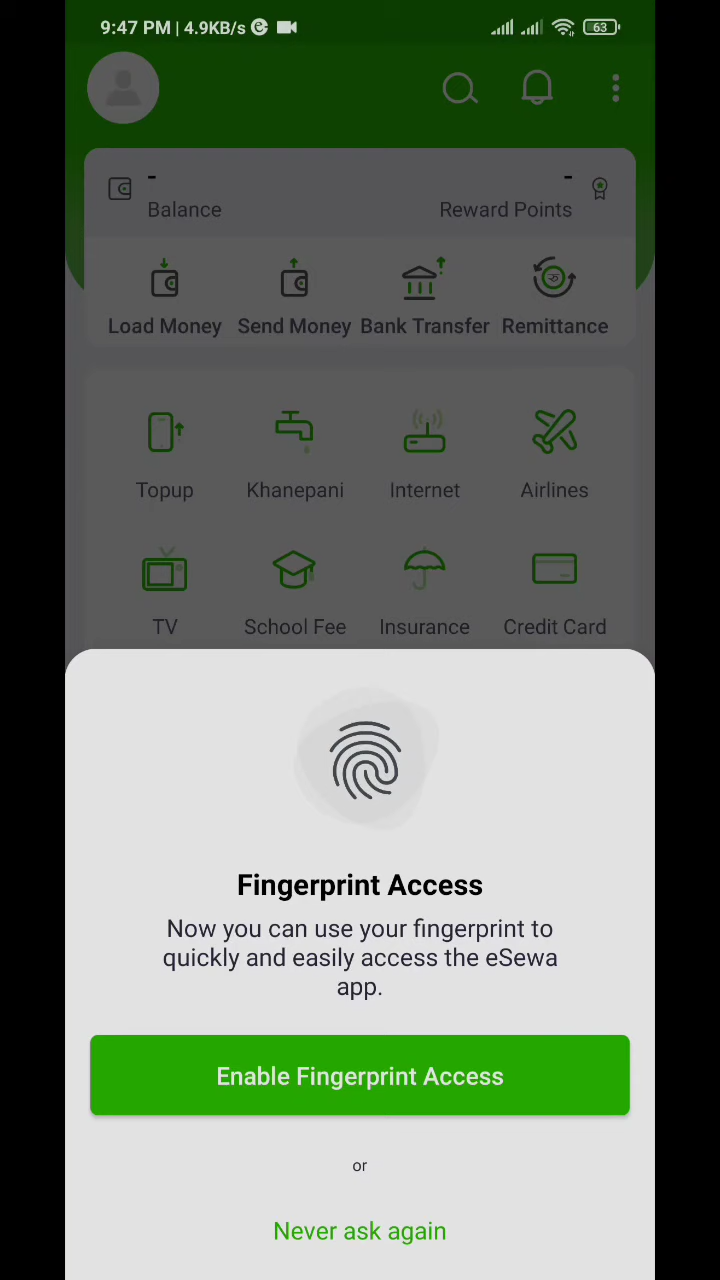 9:47 PM | 4.9KB/s
63
-
-
Balance
Reward Points
Load Money
Send Money
Bank Transfer
Remittance
Topup
Khanepani
Internet
Airlines
TV
School Fee
Insurance
Credit Card
Fingerprint Access
Now you can use your fingerprint to
quickly and easily access the eSewa
app.
Enable Fingerprint Access
or
Never ask again